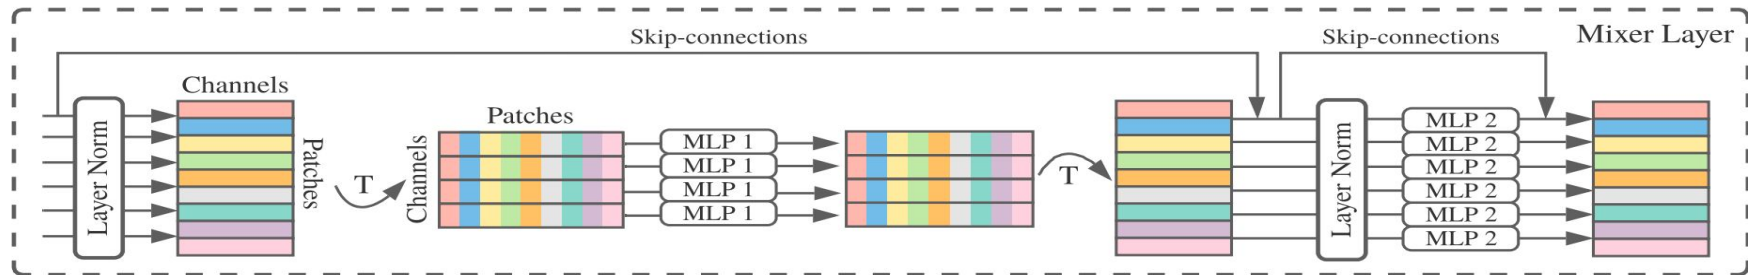 Skip-connections
Skip-connections
Mixer Layer
Channels
Layer Norm
Patches
T
Patches
Channels
MLP 1
MLP 1
MLP 1
MLP 1
T
Layer Norm
MLP 2
MLP 2
MLP 2
MLP 2
MLP 2
MLP 2